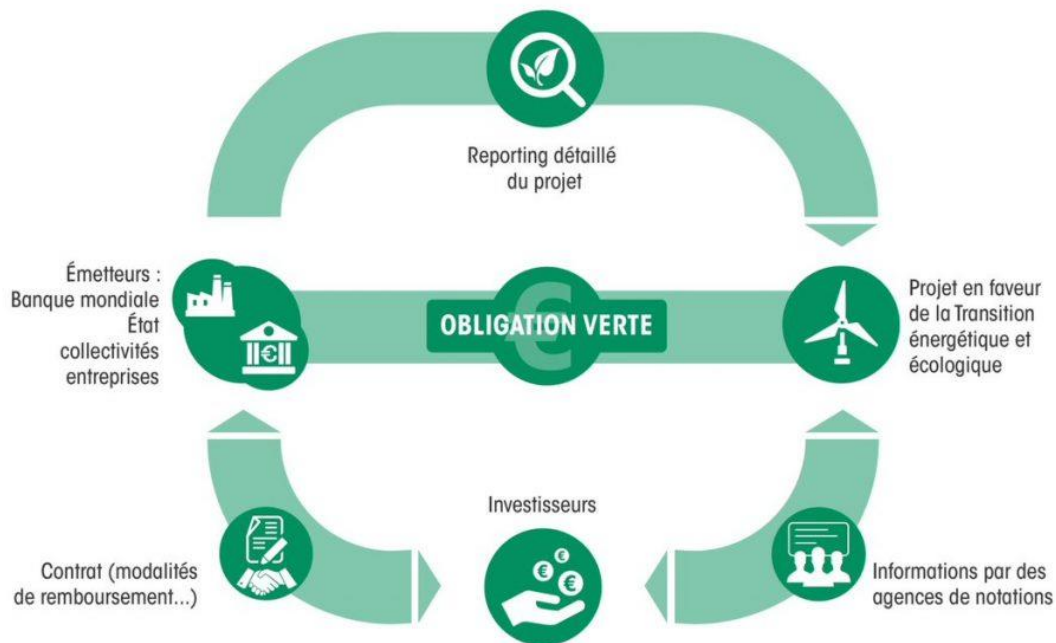 Reporting détaillé
du projet
Émetteurs :
Banque mondiale
État
collectivités
entreprises
€
€
OBLIGATION VERTE
Projet en faveur
de la Transition
énergétique et
écologique
Investisseurs
€
€
€
Contrat (modalités
de remboursement...)
Informations par des
agences de notations